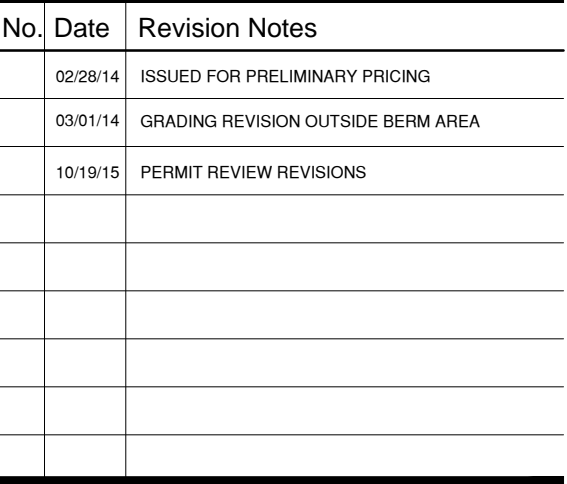 No. Date Revision Notes
02/28/14 ISSUED FOR PRELIMINARY PRICING
03/01/14 GRADING REVISION OUTSIDE BERM AREA
10/19/15 PERMIT REVIEW REVISIONS